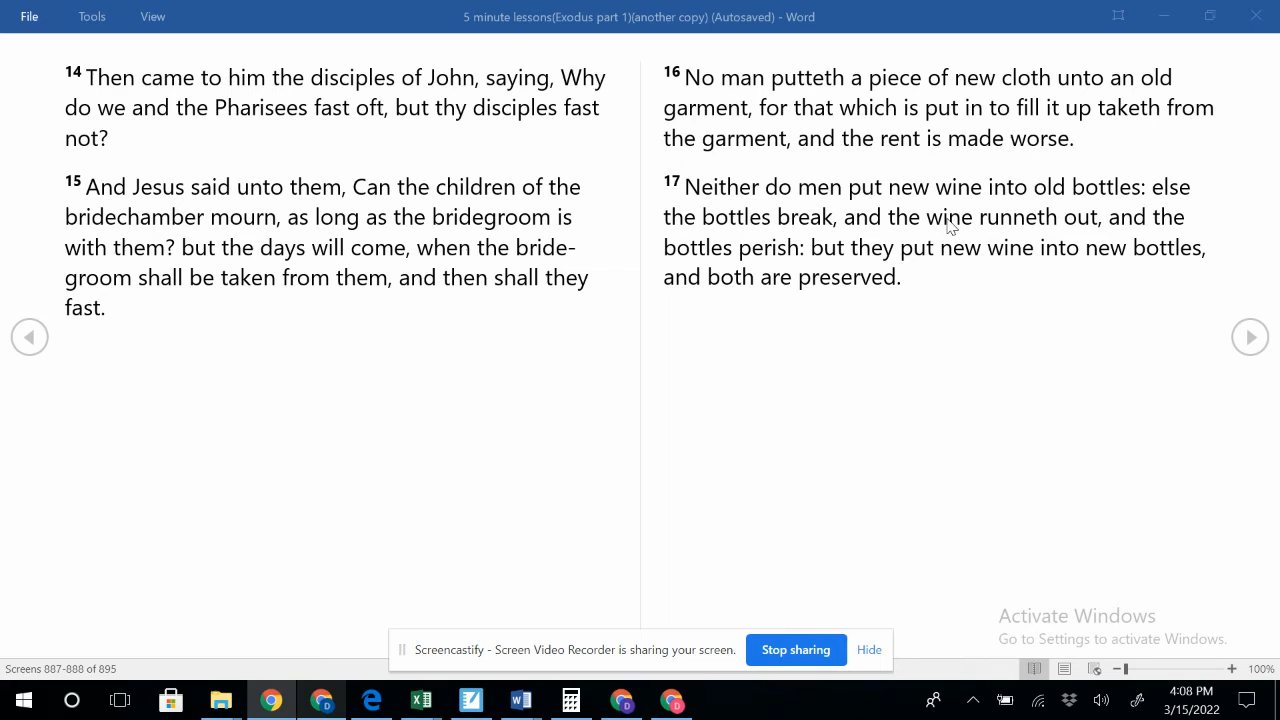 File Tools View 5 minute lessons(Exodus part 1)(another copy) (Autosaved) - Word
14 Then came to him the disciples of John, saying, Why
do we and the Pharisees fast oft, but thy disciples fast
not?
15 And Jesus said unto them, Can the children of the
bridechamber mourn, as long as the bridegroom is
with them? but the days will come, when the bride-
groom shall be taken from them, and then shall they
fast.
16 No man putteth a piece of new cloth unto an old
garment, for that which is put in to fill it up taketh from
the garment, and the rent is made worse.
17 Neither do men put new wine into old bottles: else
the bottles break, and the wine runneth out, and the
bottles perish: but they put new wine into new bottles,
and both are preserved.
Activate Windows
Go to Settings to activate Windows.
Screencastify - Screen Video Recorder is sharing your screen. Stop sharing Hide
Screens 887-888 of 895 100%
4:08 PM
3/15/2022